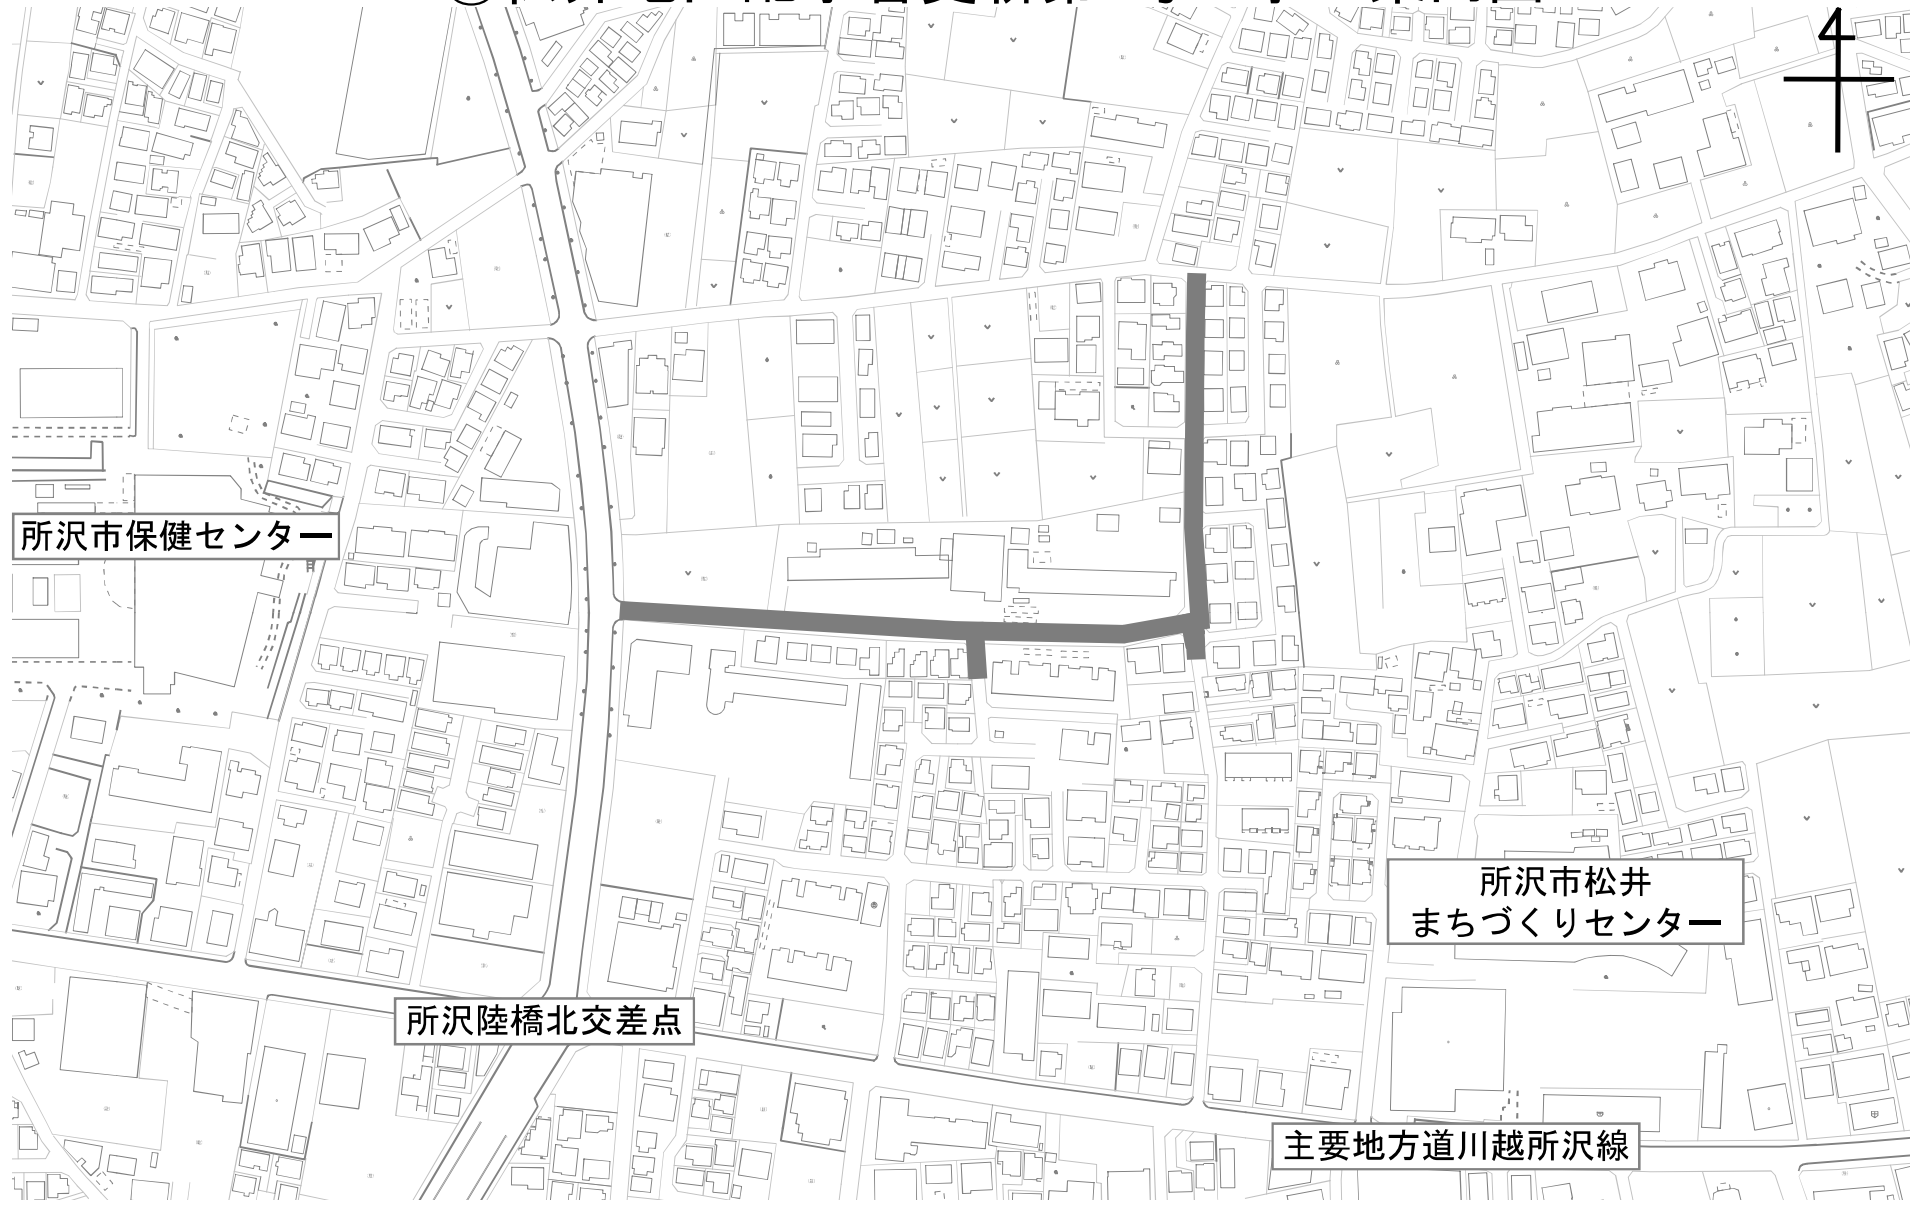 所沢市保健センター
所沢市松井
まちづくりセンター
所沢陸橋北交差点
主要地方道川越所沢線